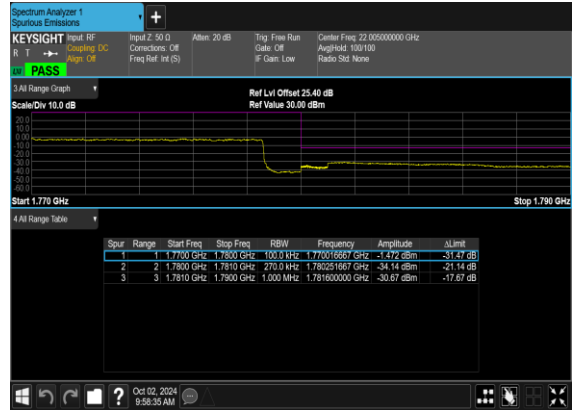 Spectrum Analyzer 1
Spurious Emissions
KEYSIGHT Input: RF
R T Coupling: DC
Align: Off
Input Z: 50 Ω
Corrections: Off
Freq Ref: Int (S)
Atten: 20 dB
Trig: Free Run
Gate: Off
IF Gain: Low
Center Freq: 22.005000000 GHz
Avg|Hold: 100/100
Radio Std: None
PASS
3 All Range Graph
Scale/Div 10.0 dB
Ref Lvl Offset 25.40 dB
Ref Value 30.00 dBm
20.0
10.0
0.00
-10.0
-20.0
-30.0
-40.0
-50.0
-60.0
Start 1.770 GHz Stop 1.790 GHz
4 All Range Table
Spur Range Start Freq Stop Freq RBW Frequency Amplitude ΔLimit
1 1 1.7700 GHz 1.7800 GHz 100.0 kHz 1.770016667 GHz -1.472 dBm -31.47 dB
2 2 1.7800 GHz 1.7810 GHz 270.0 kHz 1.780251667 GHz -34.14 dBm -21.14 dB
3 3 1.7810 GHz 1.7900 GHz 1.000 MHz 1.781600000 GHz -30.67 dBm -17.67 dB
Oct 02, 2024
9:58:35 AM